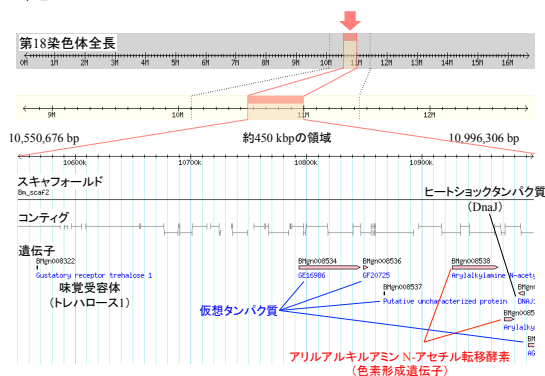 第18染色体全長
0M 1M 2M 3M 4M 5M 6M 7M 8M 9M 10M 11M 12M 13M 14M 15M 16M
9M 10M 11M 12M
10,550,676 bp 約450 kbpの領域 10,996,306 bp
10600k 10700k 10800k 10900k
スキャフォールド
Bm_scaf2
ヒートショックタンパク質
(DnaJ)
コンティグ
遺伝子
BMgn008322 BMgn008534 BMgn008536 BMgn008538
Gustatory receptor trehalose 1 GE16986 GF20725 Arylalkylamine N-acety
味覚受容体
(トレハロース1)
BMgn008537 BMgn
Putative uncharacterized protein DNAJ
仮想タンパク質
BMgn005
Arylalky
BM
AG
アリルアルキルアミン N-アセチル転移酵素
(色素形成遺伝子)